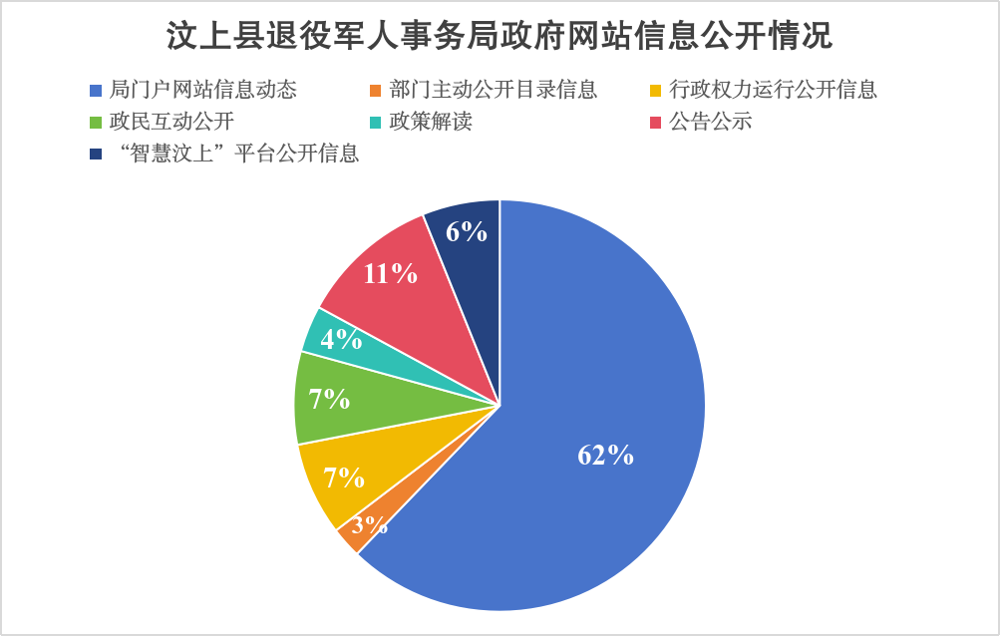 汶上县退役军人事务局政府网站信息公开情况
局门户网站信息动态 部门主动公开目录信息 行政权力运行公开信息
政民互动公开 政策解读 公告公示
“智慧汶上”平台公开信息
6%
11%
4%
7%
62%
7%
3%